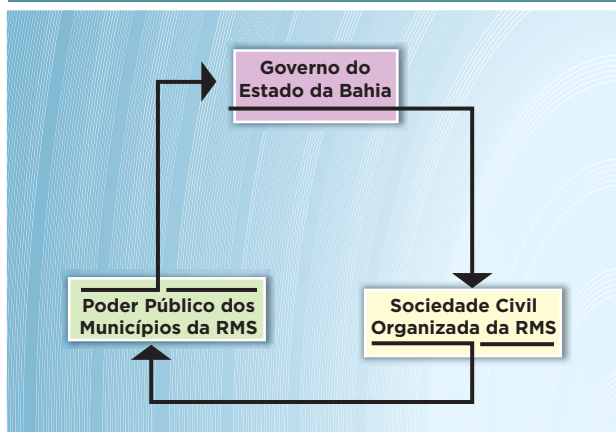 Governo do
Estado da Bahia
Poder Público dos
Municípios da RMS
Sociedade Civil
Organizada da RMS